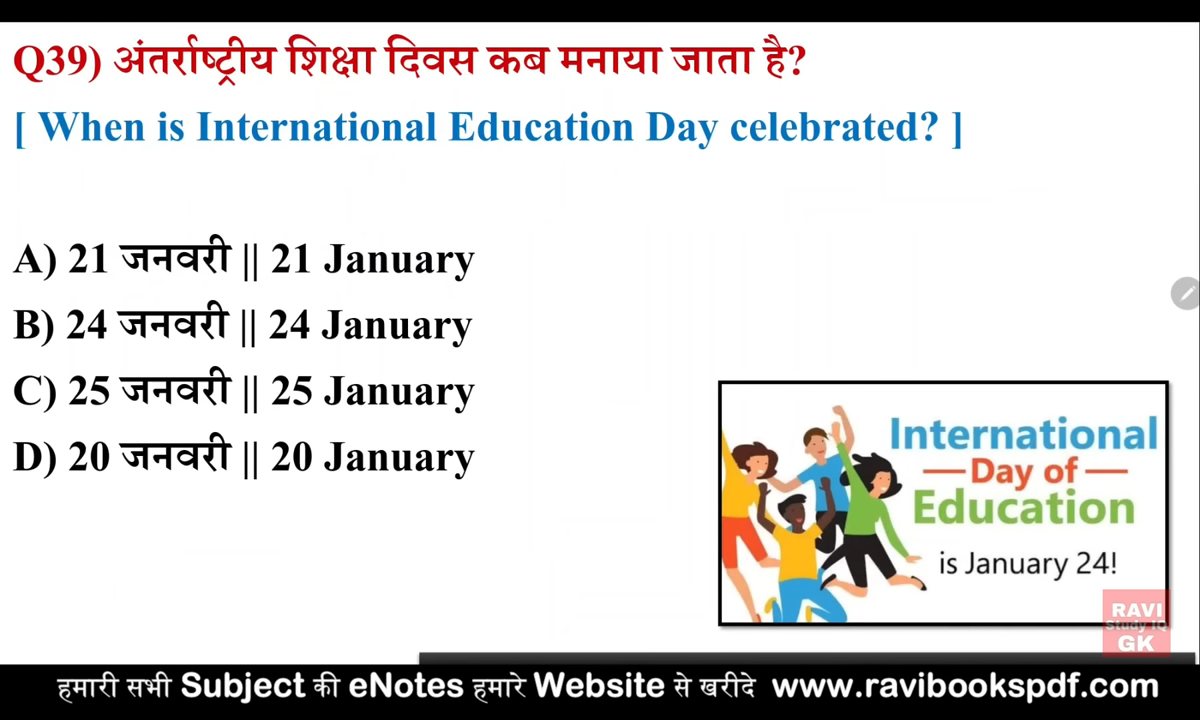 Q39) अंतर्राष्ट्रीय शिक्षा दिवस कब मनाया जाता है?
[ When is International Education Day celebrated? ]
A) 21 जनवरी || 21 January
B) 24 जनवरी || 24 January
C) 25 जनवरी || 25 January
D) 20 जनवरी || 20 January
International
Day of
Education
is January 24!
RAVI
Study IQ
GK
हमारी सभी Subject की eNotes हमारे Website से खरीदे www.ravibookspdf.com